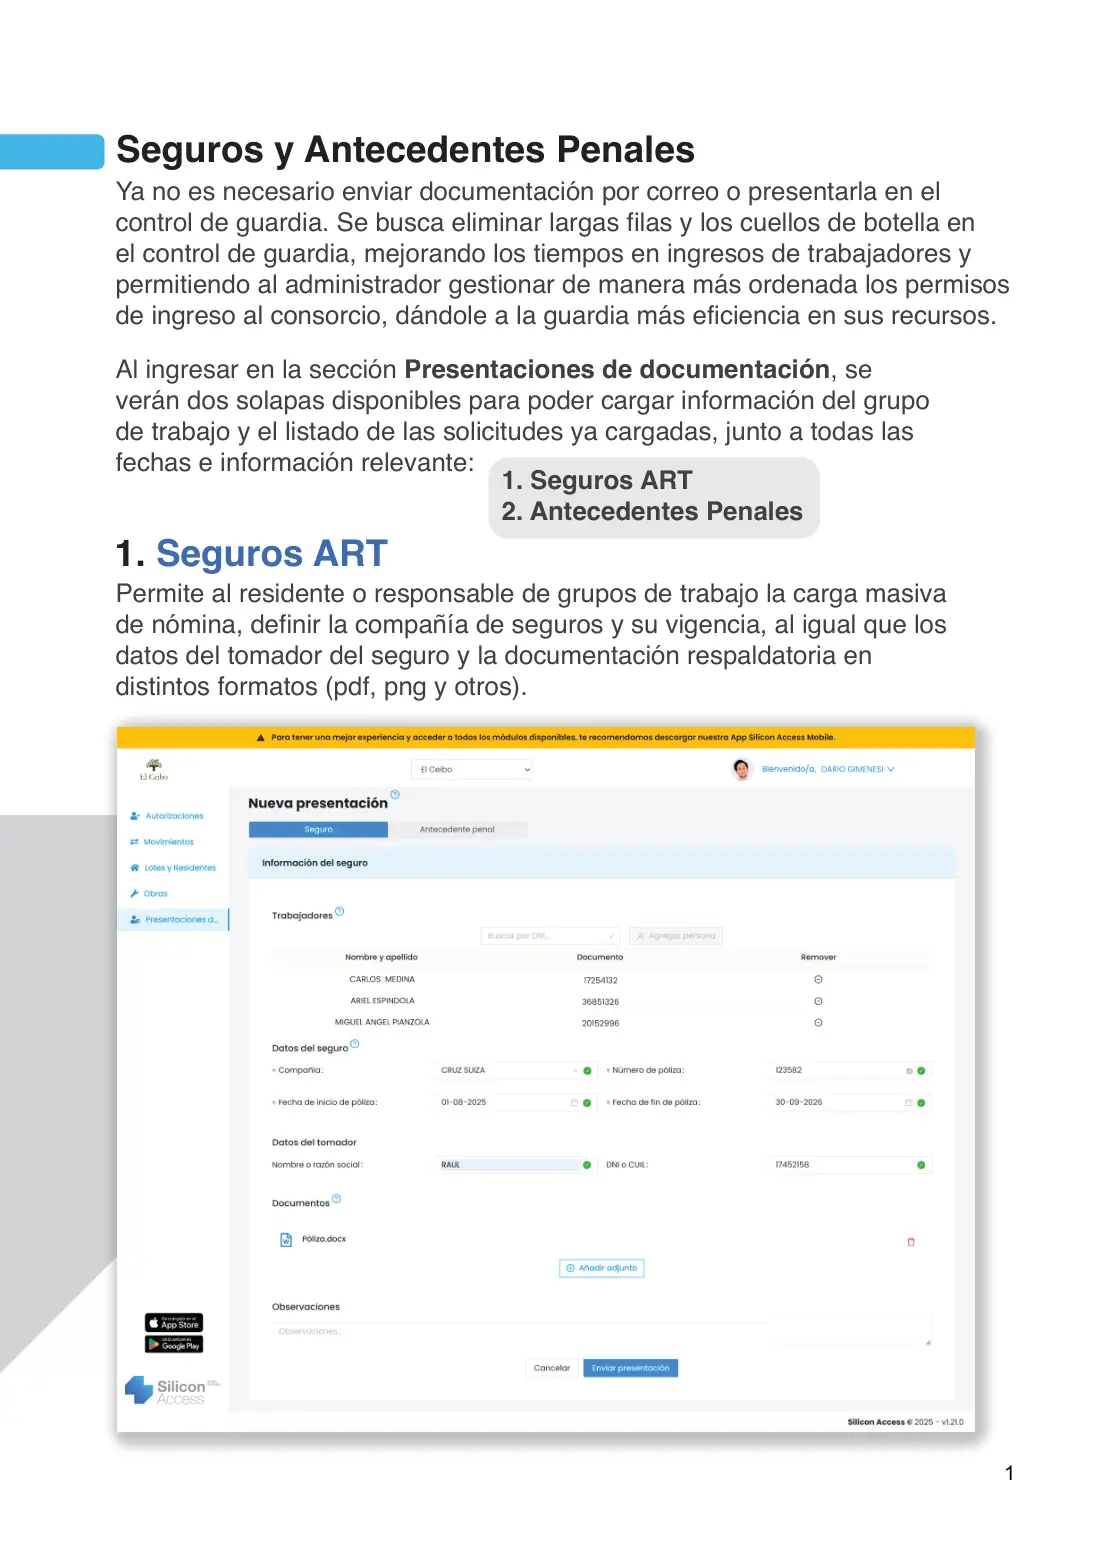 Seguros y Antecedentes Penales
Ya no es necesario enviar documentación por correo o presentarla en el
control de guardia. Se busca eliminar largas filas y los cuellos de botella en
el control de guardia, mejorando los tiempos en ingresos de trabajadores y
permitiendo al administrador gestionar de manera más ordenada los permisos
de ingreso al consorcio, dándole a la guardia más eficiencia en sus recursos.
Al ingresar en la sección Presentaciones de documentación, se
verán dos solapas disponibles para poder cargar información del grupo
de trabajo y el listado de las solicitudes ya cargadas, junto a todas las
fechas e información relevante:
1. Seguros ART
2. Antecedentes Penales
1. Seguros ART
Permite al residente o responsable de grupos de trabajo la carga masiva
de nómina, definir la compañía de seguros y su vigencia, al igual que los
datos del tomador del seguro y la documentación respaldatoria en
distintos formatos (pdf, png y otros).
Para tener una mejor experiencia y acceder a todos los módulos disponibles, te recomendamos descargar nuestra App Silicon Access Mobile.
El Ceibo
El Ceibo
Bienvenido/a, DARIO GIMENESI
Autorizaciones
Movimientos
Lotes y Residentes
Obras
Presentaciones d...
Nueva presentación
Seguro
Antecedente penal
Información del seguro
Trabajadores
Buscar por DNI...
Agregar persona
Nombre y apellido Documento Remover
CARLOS MEDINA 17254132
ARIEL ESPINDOLA 36851326
MIGUEL ANGEL PIANZOLA 20152996
Datos del seguro
* Compañía: CRUZ SUIZA * Número de póliza: 123582
* Fecha de inicio de póliza: 01-08-2025 * Fecha de fin de póliza: 30-09-2026
Datos del tomador
Nombre o razón social: RAUL DNI o CUIL: 17452158
Documentos
Póliza.docx
Añadir adjunto
Observaciones
Observaciones...
Cancelar
Enviar presentación
App Store
Google Play
Silicon
Access
Silicon Access © 2025 - v1.21.0
1